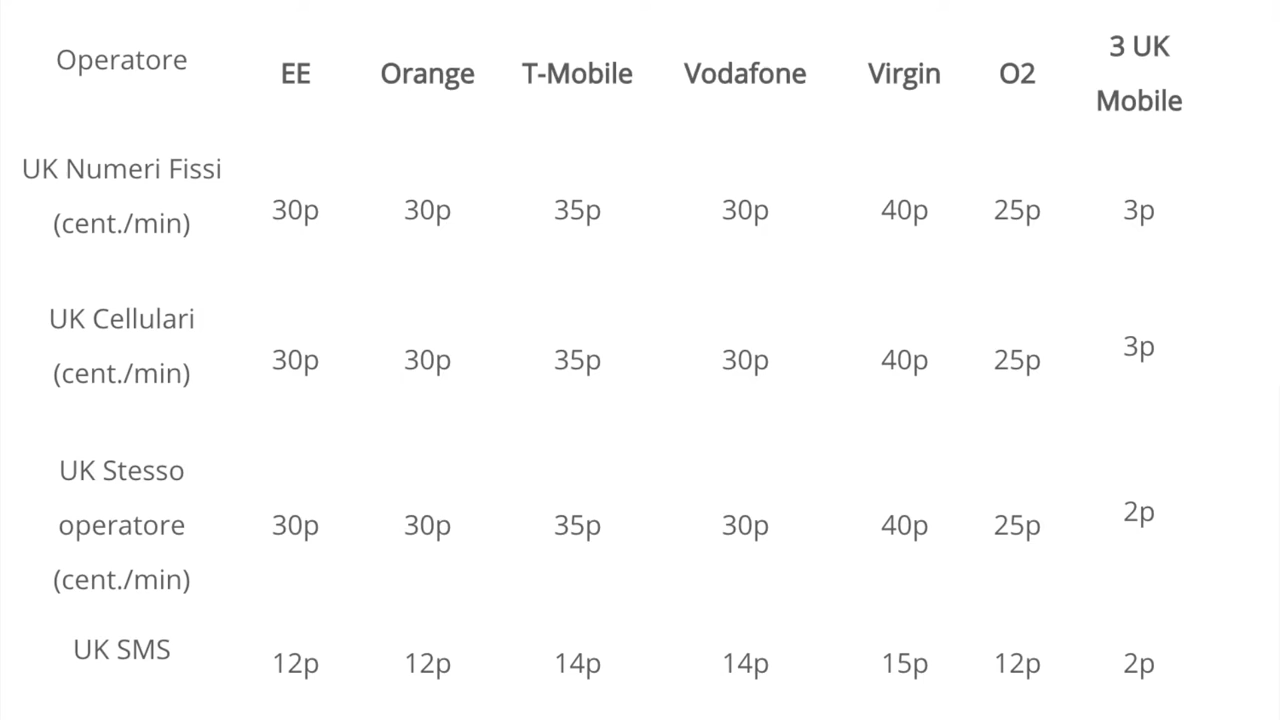 Operatore EE Orange T-Mobile Vodafone Virgin O2 3 UK
Mobile
UK Numeri Fissi
(cent./min) 30p 30p 35p 30p 40p 25p 3p
UK Cellulari
(cent./min) 30p 30p 35p 30p 40p 25p 3p
UK Stesso
operatore 30p 30p 35p 30p 40p 25p 2p
(cent./min)
UK SMS 12p 12p 14p 14p 15p 12p 2p